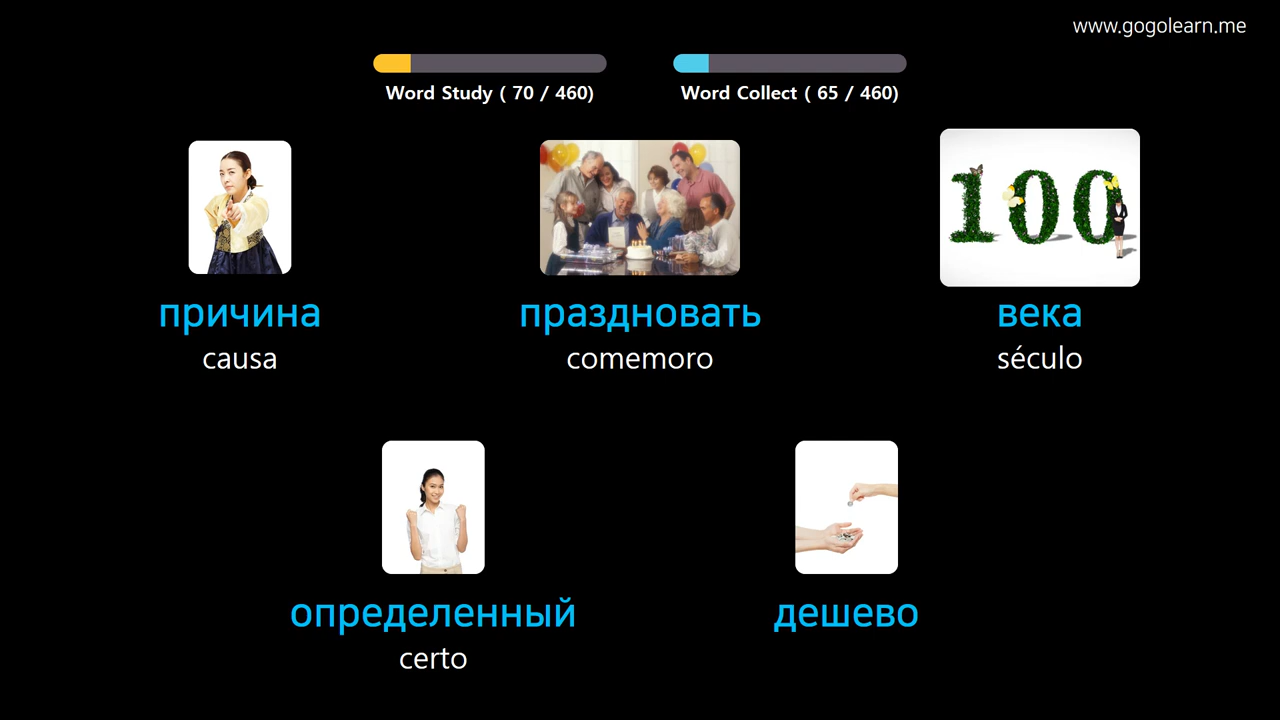 www.gogolearn.me
Word Study ( 70 / 460)
Word Collect ( 65 / 460)
причина
causa
праздновать
comemoro
100
века
século
определенный
certo
дешево